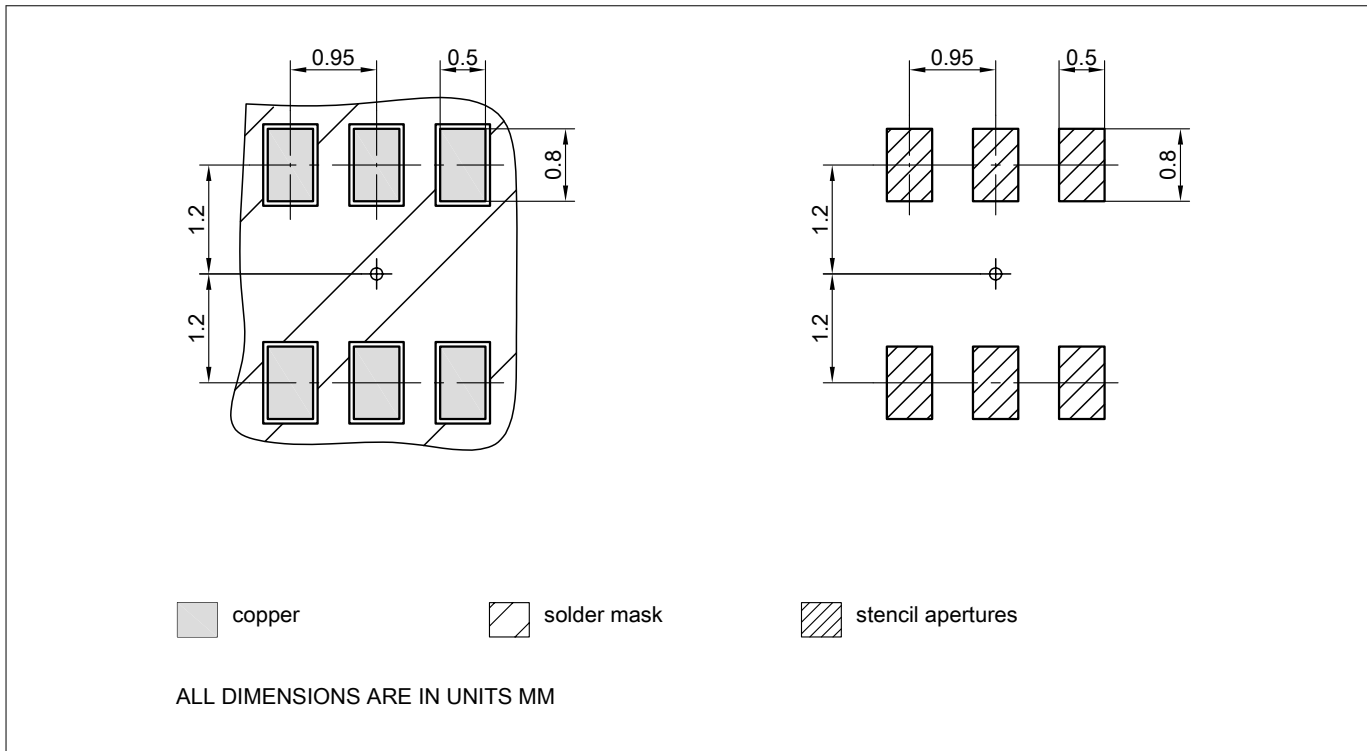 0.95 0.5 0.95 0.5
0.8 0.8
1.2 1.2
1.2 1.2
copper solder mask stencil apertures
ALL DIMENSIONS ARE IN UNITS MM